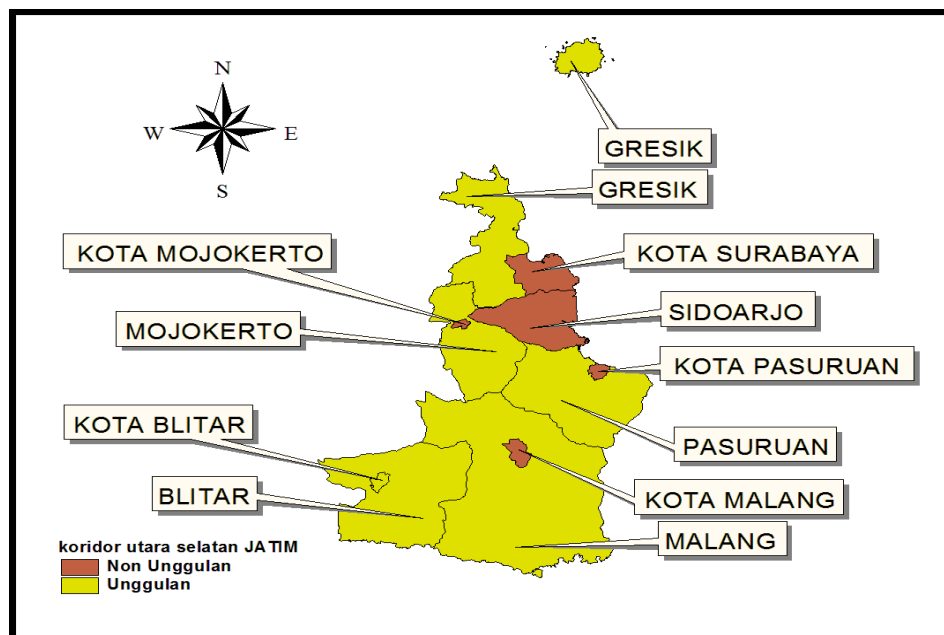 N
W
E
S
GRESIK
GRESIK
KOTA MOJOKERTO
KOTA SURABAYA
MOJOKERTO
SIDOARJO
KOTA PASURUAN
KOTA BLITAR
PASURUAN
BLITAR
KOTA MALANG
MALANG
koridor utara selatan JATIM
Non Unggulan
Unggulan